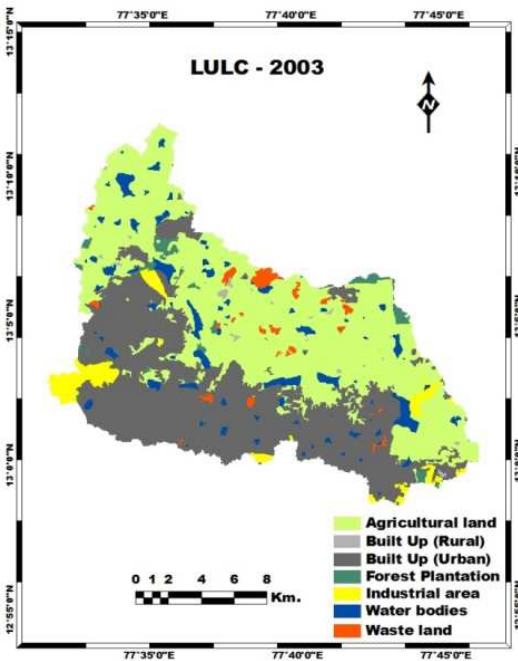 77°35'0"E 77°40'0"E 77°45'0"E
13°15'0"N
LULC - 2003
N
13°10'0"N
13°5'0"N
13°0'0"N
12°55'0"N
Agricultural land
Built Up (Rural)
Built Up (Urban)
Forest Plantation
Industrial area
Water bodies
Waste land
0 1 2 4 6 8
Km.
77°35'0"E 77°40'0"E 77°45'0"E